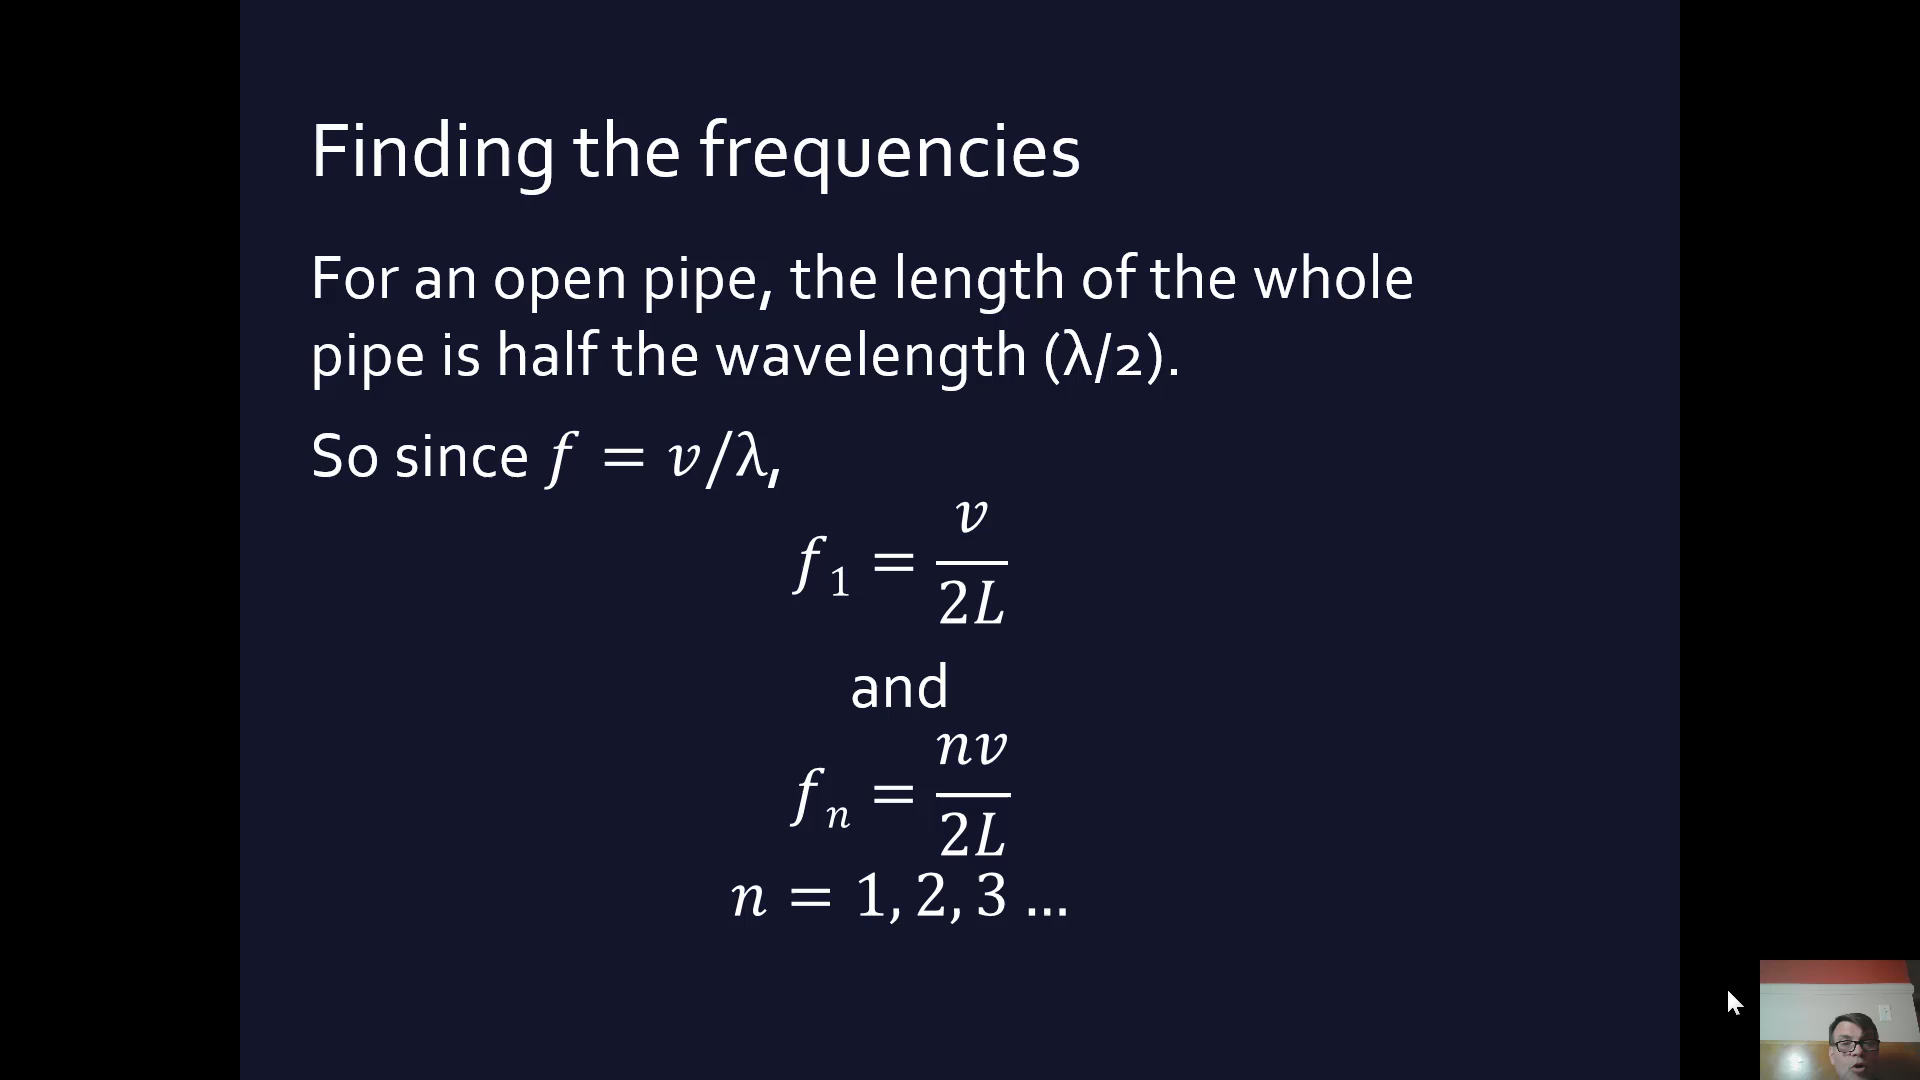 Finding the frequencies
For an open pipe, the length of the whole
pipe is half the wavelength (λ/2).
So since f = v/λ,
f₁ = v/2L
and
fₙ = nv/2L
n = 1, 2, 3 …